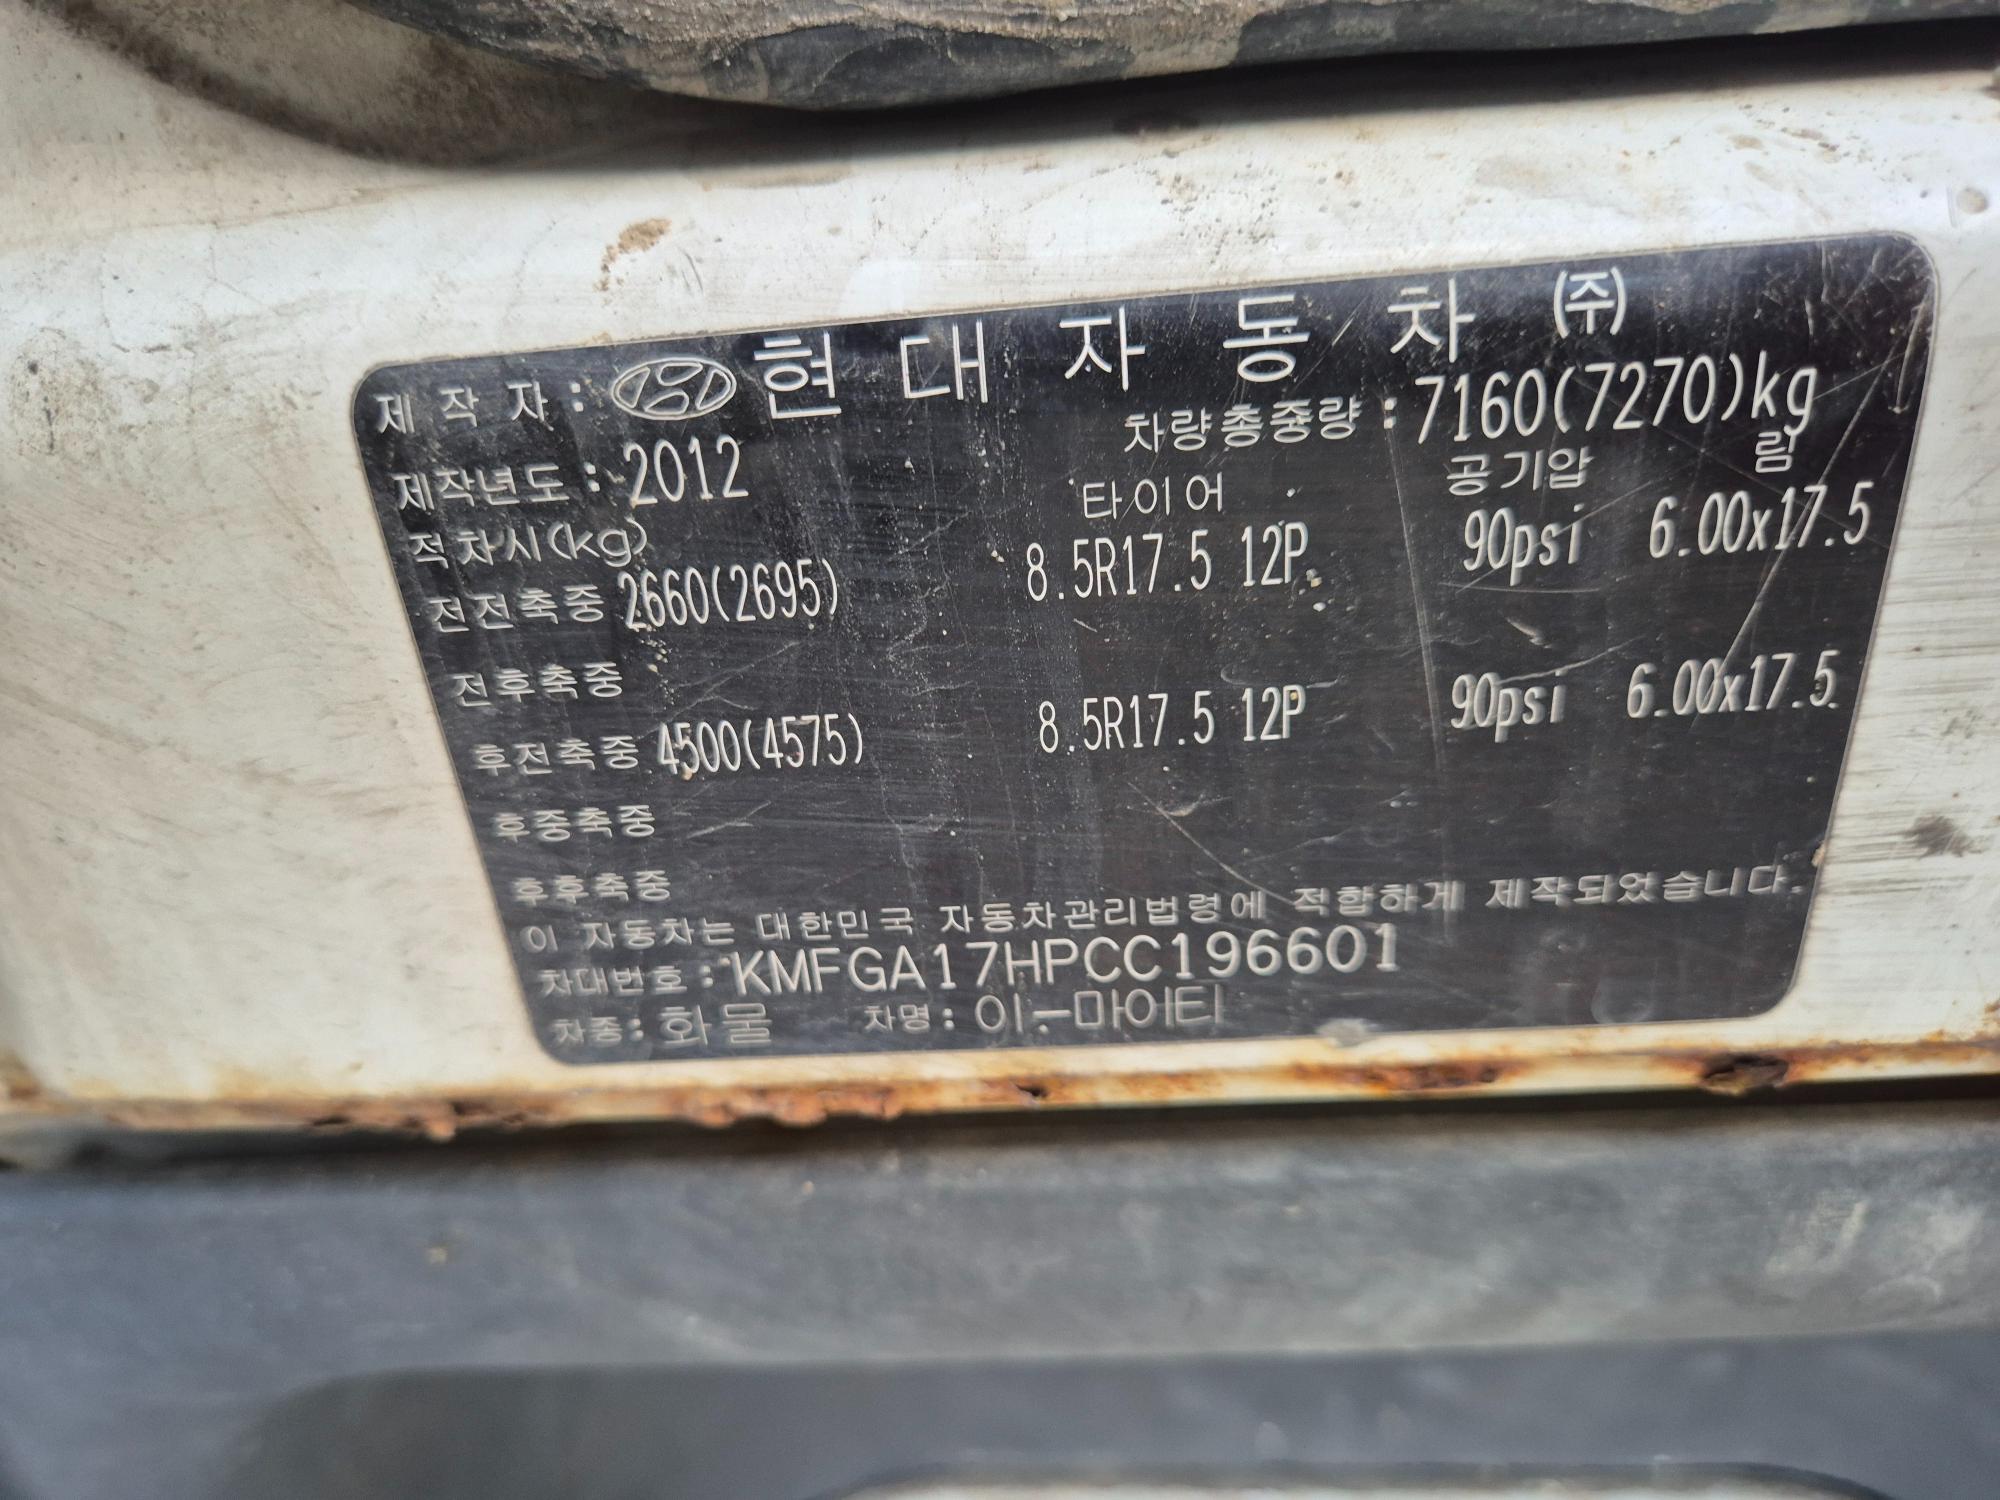 제 작 자 : 현 대 자 동 차 ㈜
제작년도 : 2012 차량총중량 : 7160(7270)kg
적차시(kg) 타이어 공기압 림
전전축중 2660(2695) 8.5R17.5 12P 90psi 6.00x17.5
전후축중
후전축중 4500(4575) 8.5R17.5 12P 90psi 6.00x17.5
후중축중
후후축중
이 자동차는 대한민국 자동차관리법령에 적합하게 제작되었습니다.
차대번호 : KMFGA17HPCC196601
차종: 화물 차명: 이-마이티